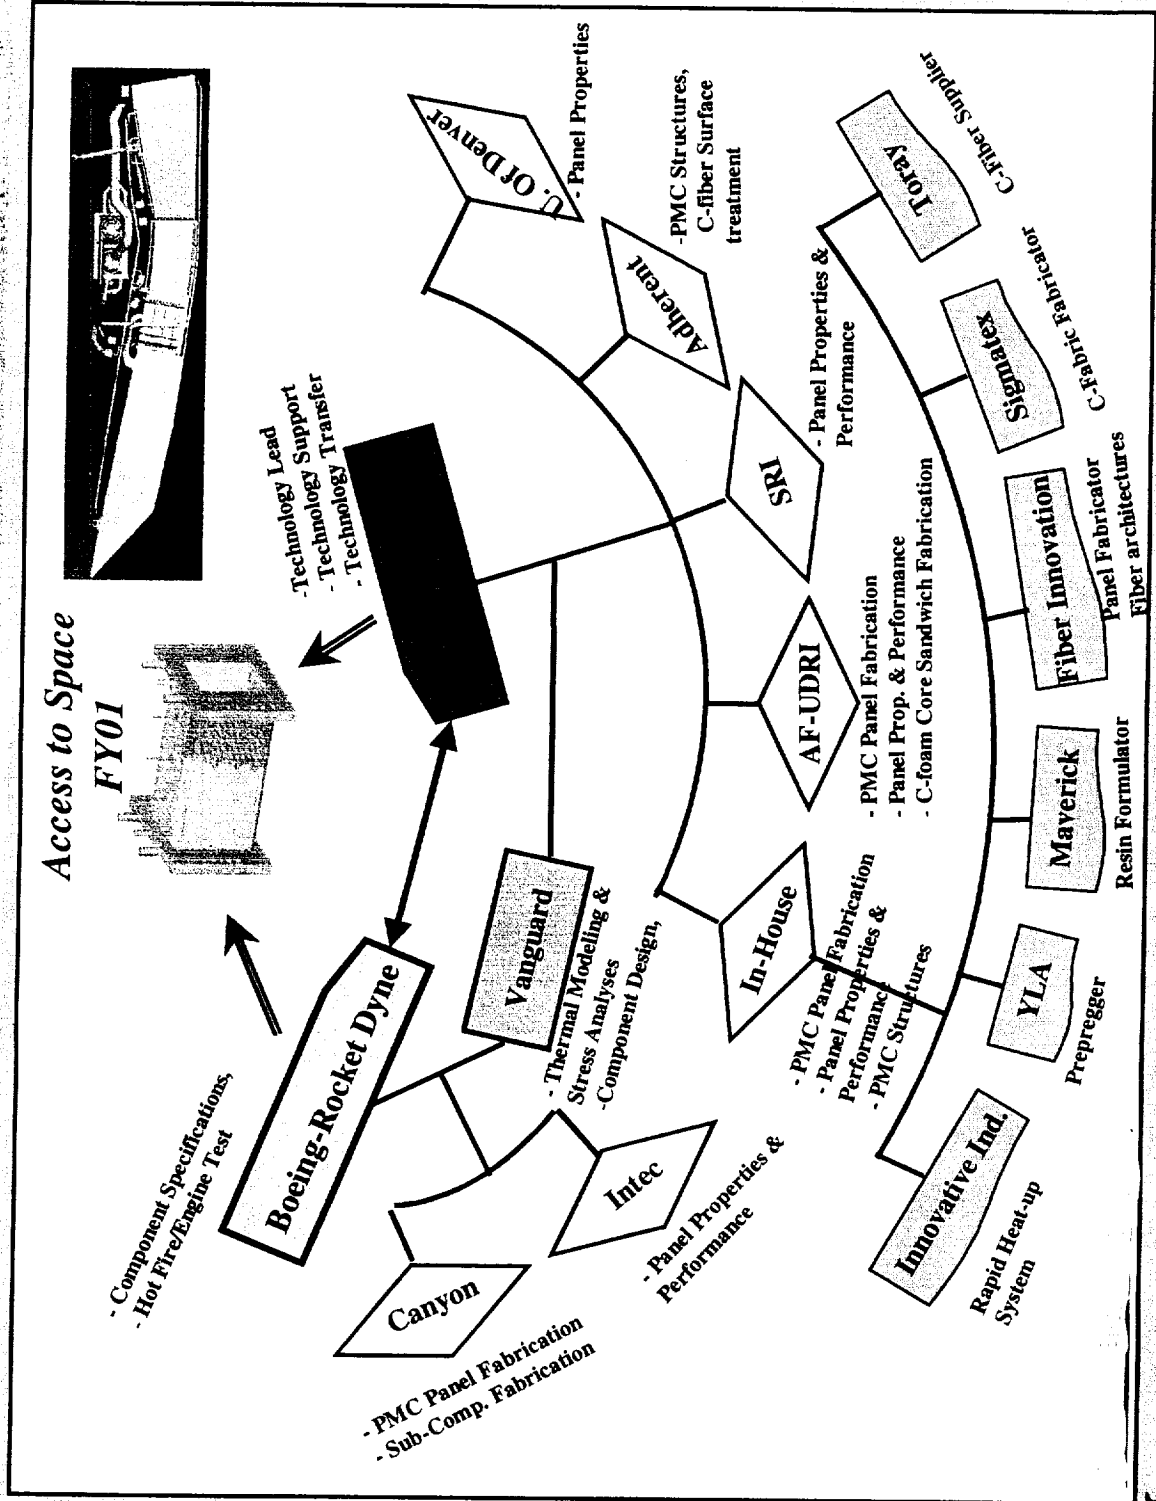 Access to Space
FY01
- Component Specifications,
- Hot Fire/Engine Test
Boeing-Rocket Dyne
-Technology Lead
- Technology Support
- Technology Transfer
Vanguard
- Thermal Modeling &
Stress Analyses
-Component Design,
Canyon
- PMC Panel Fabrication
- Sub-Comp. Fabrication
Intec
- Panel Properties &
Performance
In-House
- PMC Panel Fabrication
- Panel Properties &
Performance
- PMC Structures
AF-UDRI
- PMC Panel Fabrication
- Panel Prop. & Performance
- C-foam Core Sandwich Fabrication
SRI
- Panel Properties &
Performance
Adherent
-PMC Structures,
C-fiber Surface
treatment
U. Of Denver
- Panel Properties
Innovative Ind.
Rapid Heat-up
System
YLA
Prepregger
Maverick
Resin Formulator
Fiber Innovation
Panel Fabricator
Fiber architectures
Sigmatex
C-Fabric Fabricator
Toray
C-Fiber Supplier